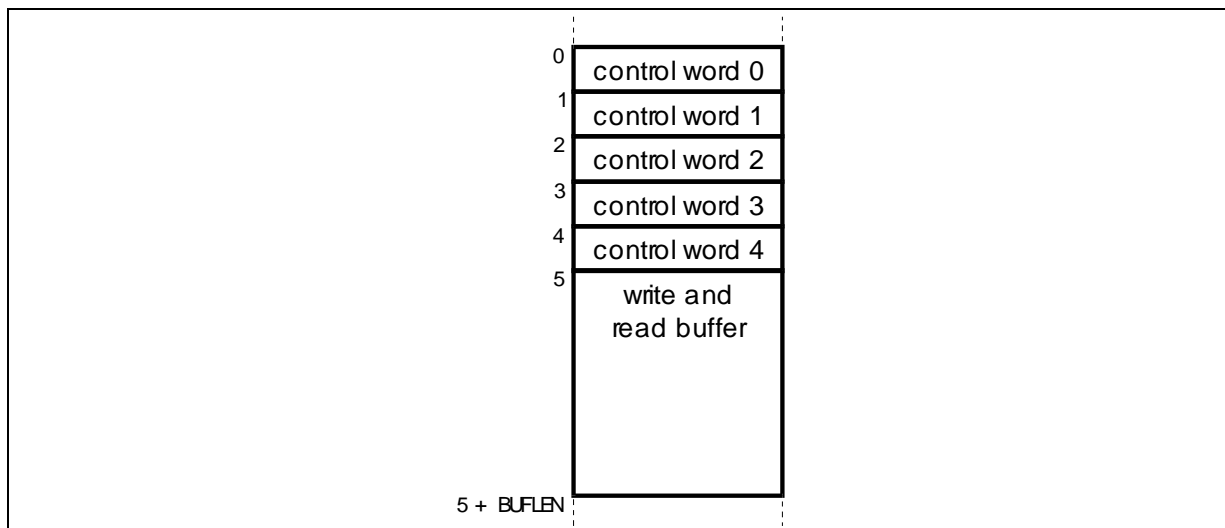 0
control word 0
1
control word 1
2
control word 2
3
control word 3
4
control word 4
5
write and
read buffer
5 + BUFLEN